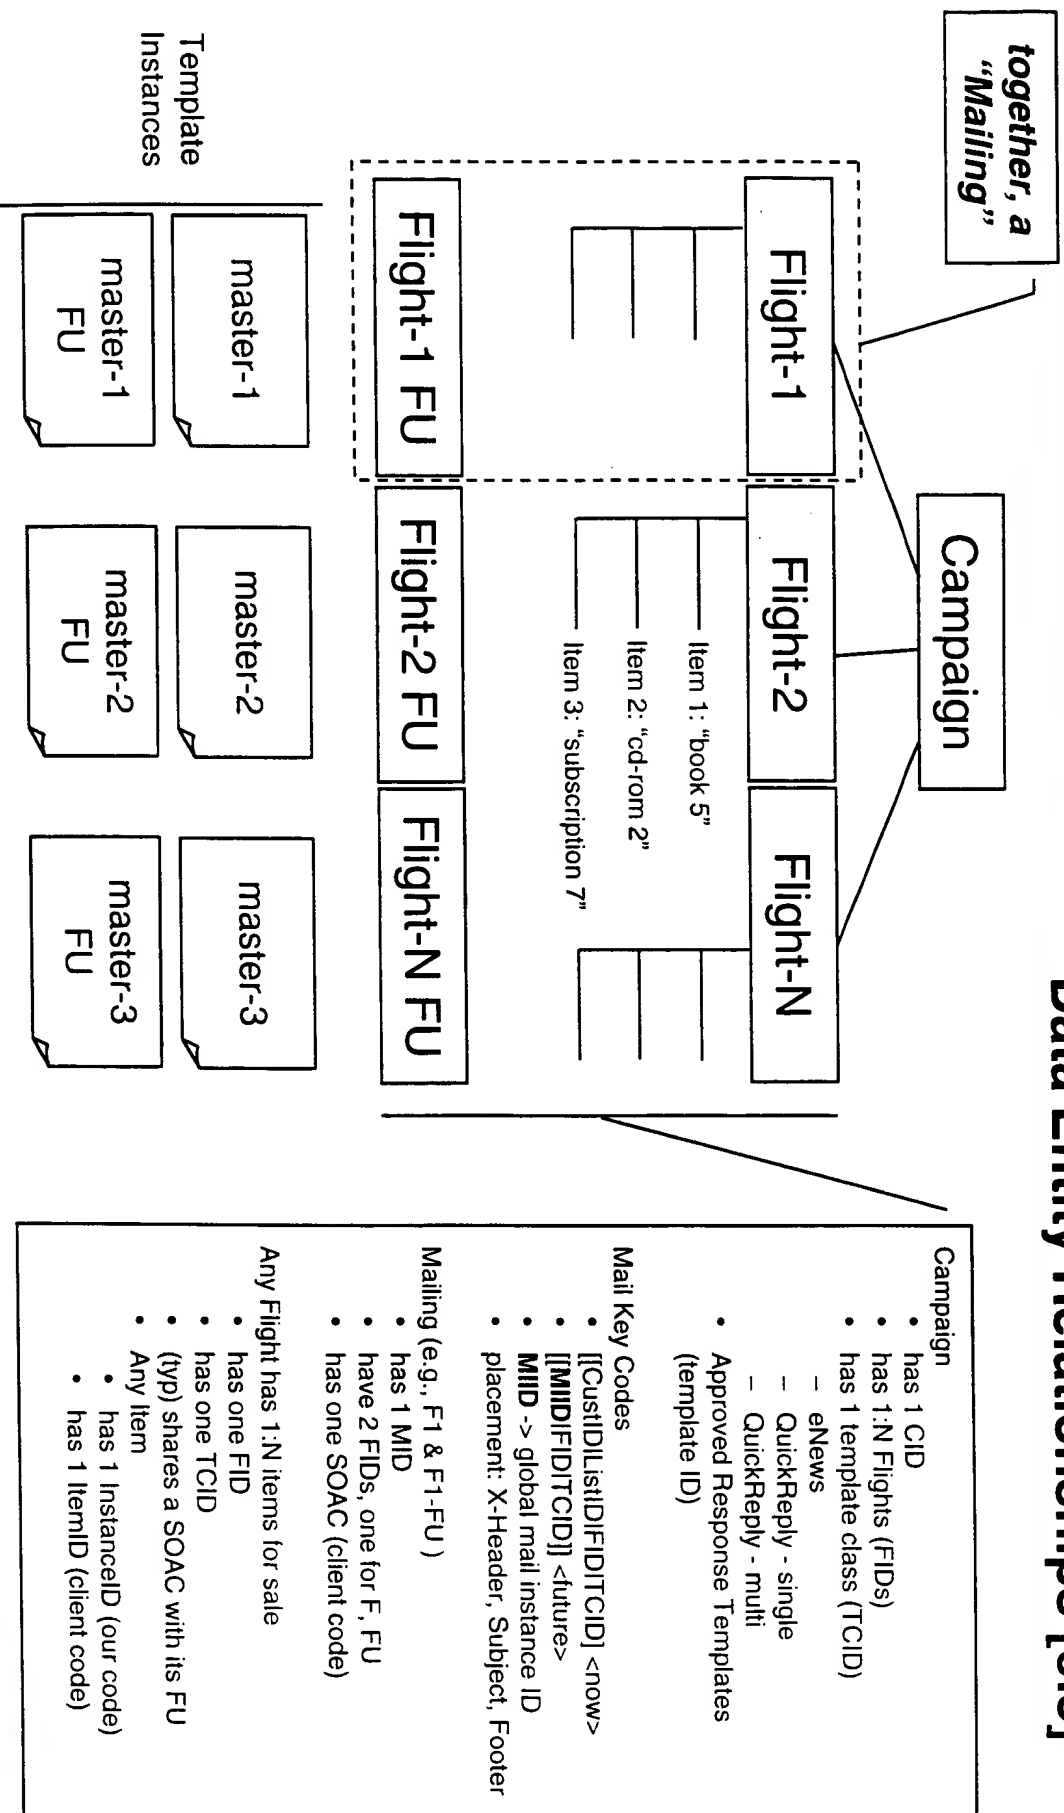 Data Entity Relationships [
together, a
“Mailing”
Campaign
Flight-1
Flight-2
Flight-N
Item 1: “book 5”
Item 2: “cd-rom 2”
Item 3: “subscription 7”
Flight-1 FU
Flight-2 FU
Flight-N FU
Template
Instances
master-1
master-2
master-3
master-1
FU
master-2
FU
master-3
FU
Campaign
• has 1 CID
• has 1:N Flights (FIDs)
• has 1 template class (TCID)
– eNews
– QuickReply - single
– QuickReply - multi
• Approved Response Templates
(template ID)
Mail Key Codes
• [[CustID|ListID|FID|TCID] <now>
• [[MIID|FID|TCID]] <future>
• MIID -> global mail instance ID
• placement: X-Header, Subject, Footer
Mailing (e.g., F1 & F1-FU )
• has 1 MID
• have 2 FIDs, one for F, FU
• has one SOAC (client code)
Any Flight has 1:N items for sale
• has one FID
• has one TCID
• (typ) shares a SOAC with its FU
• Any Item
• has 1 InstanceID (our code)
• has 1 ItemID (client code)